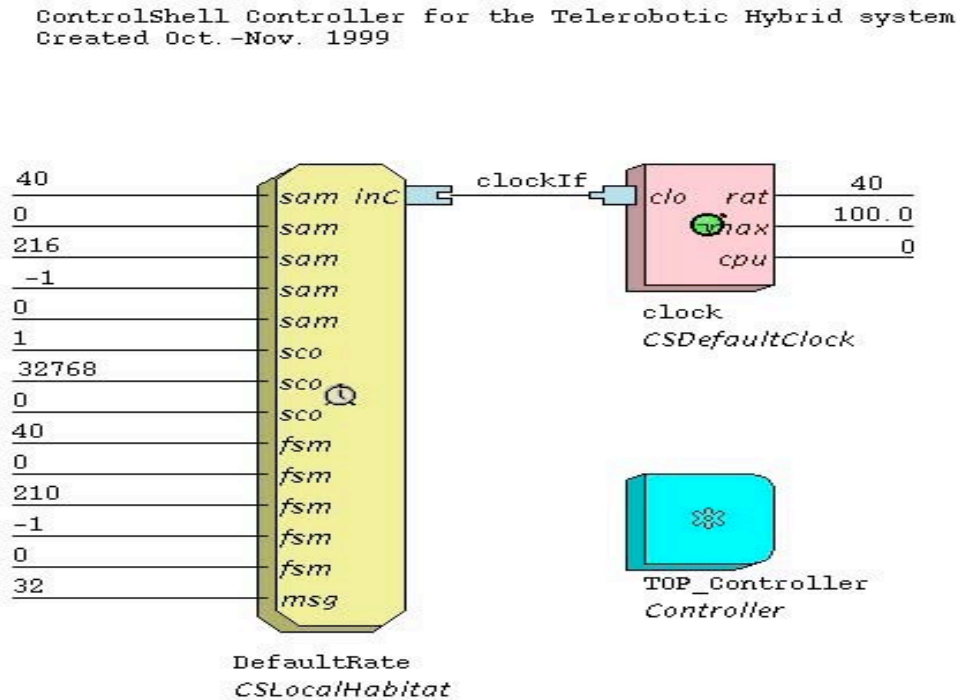 ControlShell Controller for the Telerobotic Hybrid system
Created Oct.-Nov. 1999
40
0
216
-1
0
1
32768
0
40
0
210
-1
0
32
sam inC
sam
sam
sam
sam
sco
sco
sco
fsm
fsm
fsm
fsm
fsm
msg
DefaultRate
CSLocalHabitat
clockIf
clo rat
cpu
40
100.0
0
clock
CSDefaultClock
TOP_Controller
Controller